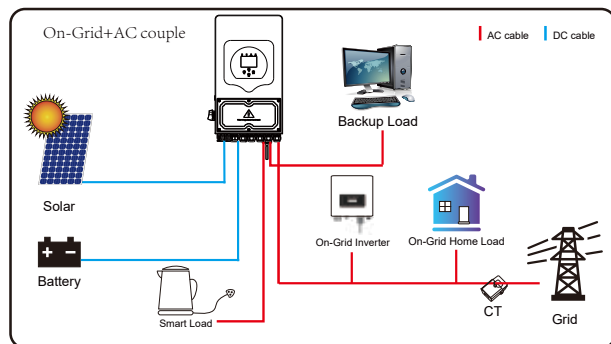 On-Grid+AC couple
AC cable
DC cable
Backup Load
Solar
On-Grid Inverter
On-Grid Home Load
Battery
Smart Load
CT
Grid